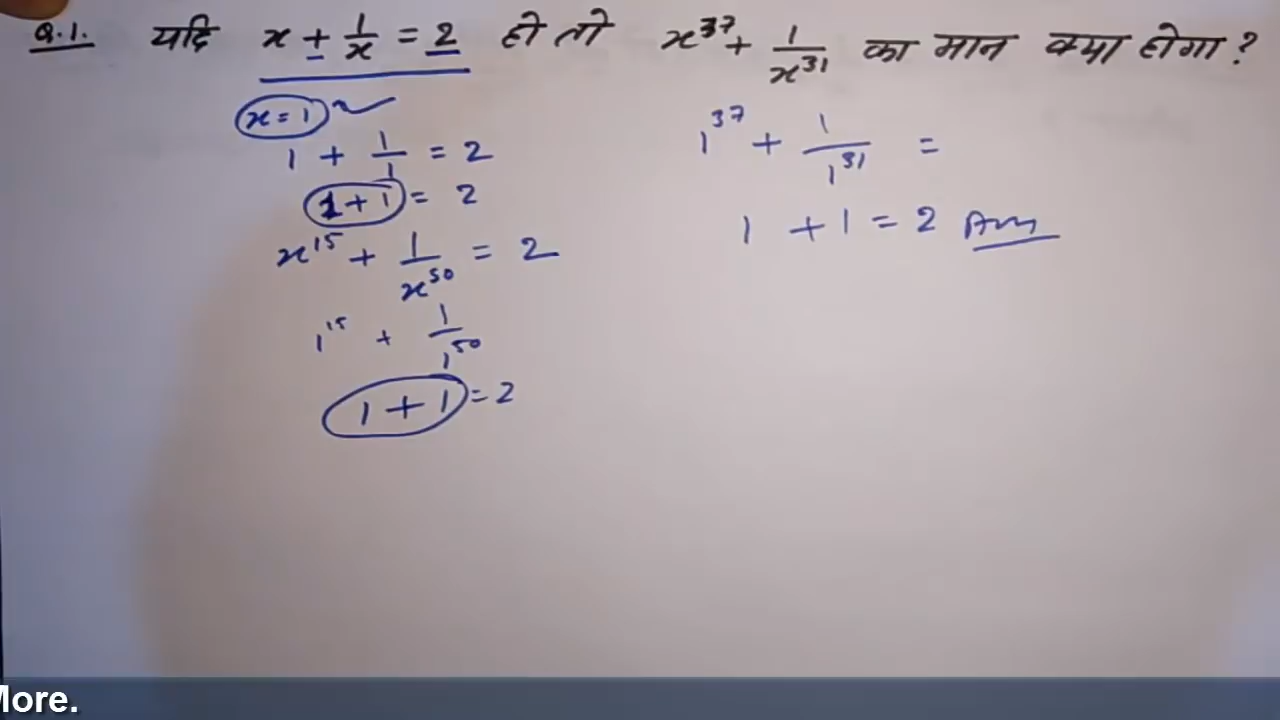 Q.1. यदि x + 1/x = 2 हो तो x³⁷ + 1/x³¹ का मान क्या होगा ?
x = 1
1 + 1/1 = 2
1 + 1 = 2
x¹⁵ + 1/x⁵⁰ = 2
1¹⁵ + 1/1⁵⁰
1 + 1 = 2
1³⁷ + 1/1³¹ =
1 + 1 = 2 Ans
More.